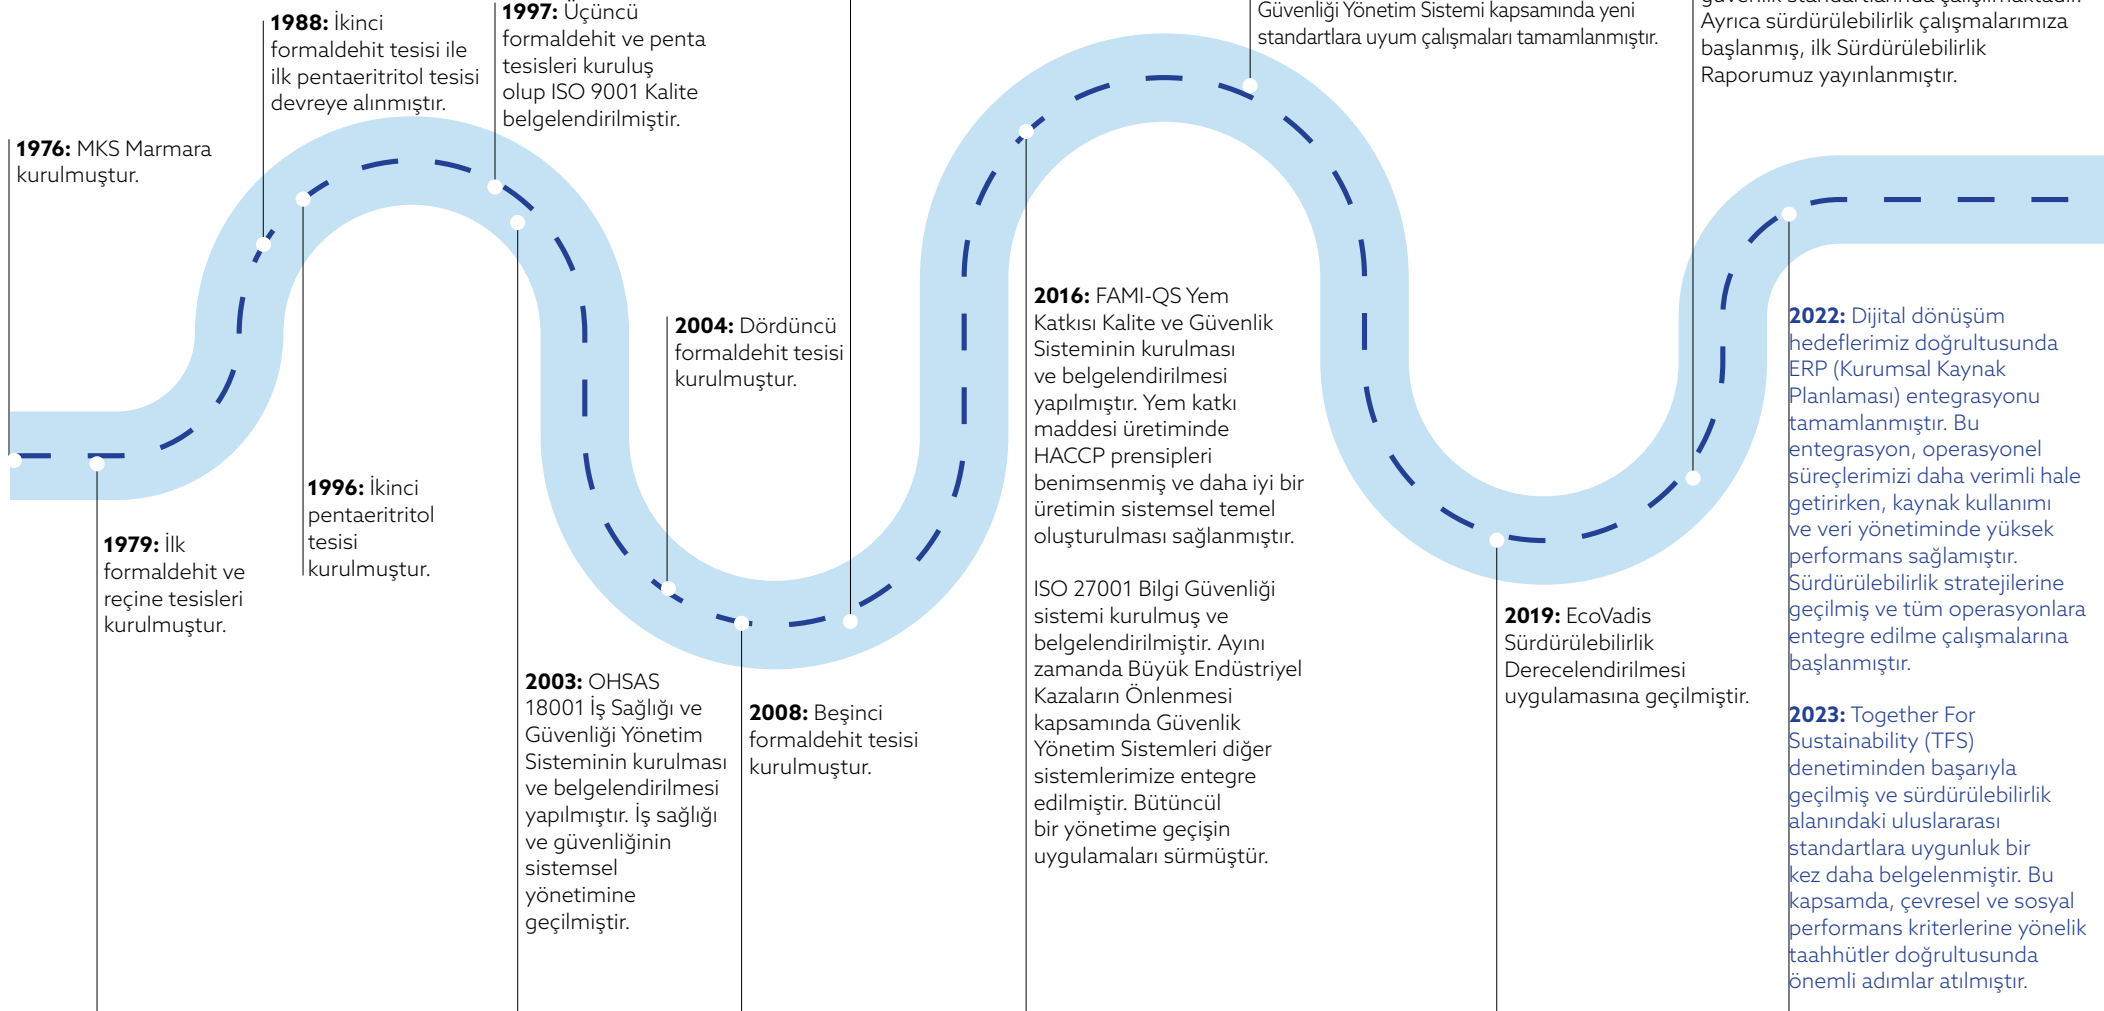 1976: MKS Marmara
kurulmuştur.
1979: İlk
formaldehit ve
reçine tesisleri
kurulmuştur.
1988: İkinci
formaldehit tesisi ile
ilk pentaeritritol tesisi
devreye alınmıştır.
1996: İkinci
pentaeritritol
tesisi
kurulmuştur.
1997: Üçüncü
formaldehit ve penta
tesisleri kuruluş
olup ISO 9001 Kalite
belgelendirilmiştir.
2003: OHSAS
18001 İş Sağlığı ve
Güvenliği Yönetim
Sisteminin kurulması
ve belgelendirilmesi
yapılmıştır. İş sağlığı
ve güvenliğinin
sistemsel
yönetimine
geçilmiştir.
2004: Dördüncü
formaldehit tesisi
kurulmuştur.
2008: Beşinci
formaldehit tesisi
kurulmuştur.
2016: FAMI-QS Yem
Katkısı Kalite ve Güvenlik
Sisteminin kurulması
ve belgelendirilmesi
yapılmıştır. Yem katkı
maddesi üretiminde
HACCP prensipleri
benimsenmiş ve daha iyi bir
üretimin sistemsel temel
oluşturulması sağlanmıştır.
ISO 27001 Bilgi Güvenliği
sistemi kurulmuş ve
belgelendirilmiştir. Ayını
zamanda Büyük Endüstriyel
Kazaların Önlenmesi
kapsamında Güvenlik
Yönetim Sistemleri diğer
sistemlerimize entegre
edilmiştir. Bütüncül
bir yönetime geçişin
uygulamaları sürmüştür.
Güvenliği Yönetim Sistemi kapsamında yeni
standartlara uyum çalışmaları tamamlanmıştır.
2019: EcoVadis
Sürdürülebilirlik
Derecelendirilmesi
uygulamasına geçilmiştir.
güvenlik standartlarında çalışılmaktadır.
Ayrıca sürdürülebilirlik çalışmalarımıza
başlanmış, ilk Sürdürülebilirlik
Raporumuz yayınlanmıştır.
2022: Dijital dönüşüm
hedeflerimiz doğrultusunda
ERP (Kurumsal Kaynak
Planlaması) entegrasyonu
tamamlanmıştır. Bu
entegrasyon, operasyonel
süreçlerimizi daha verimli hale
getirirken, kaynak kullanımı
ve veri yönetiminde yüksek
performans sağlamıştır.
Sürdürülebilirlik stratejilerine
geçilmiş ve tüm operasyonlara
entegre edilme çalışmalarına
başlanmıştır.
2023: Together For
Sustainability (TFS)
denetiminden başarıyla
geçilmiş ve sürdürülebilirlik
alanındaki uluslararası
standartlara uygunluk bir
kez daha belgelenmiştir. Bu
kapsamda, çevresel ve sosyal
performans kriterlerine yönelik
taahhütler doğrultusunda
önemli adımlar atılmıştır.